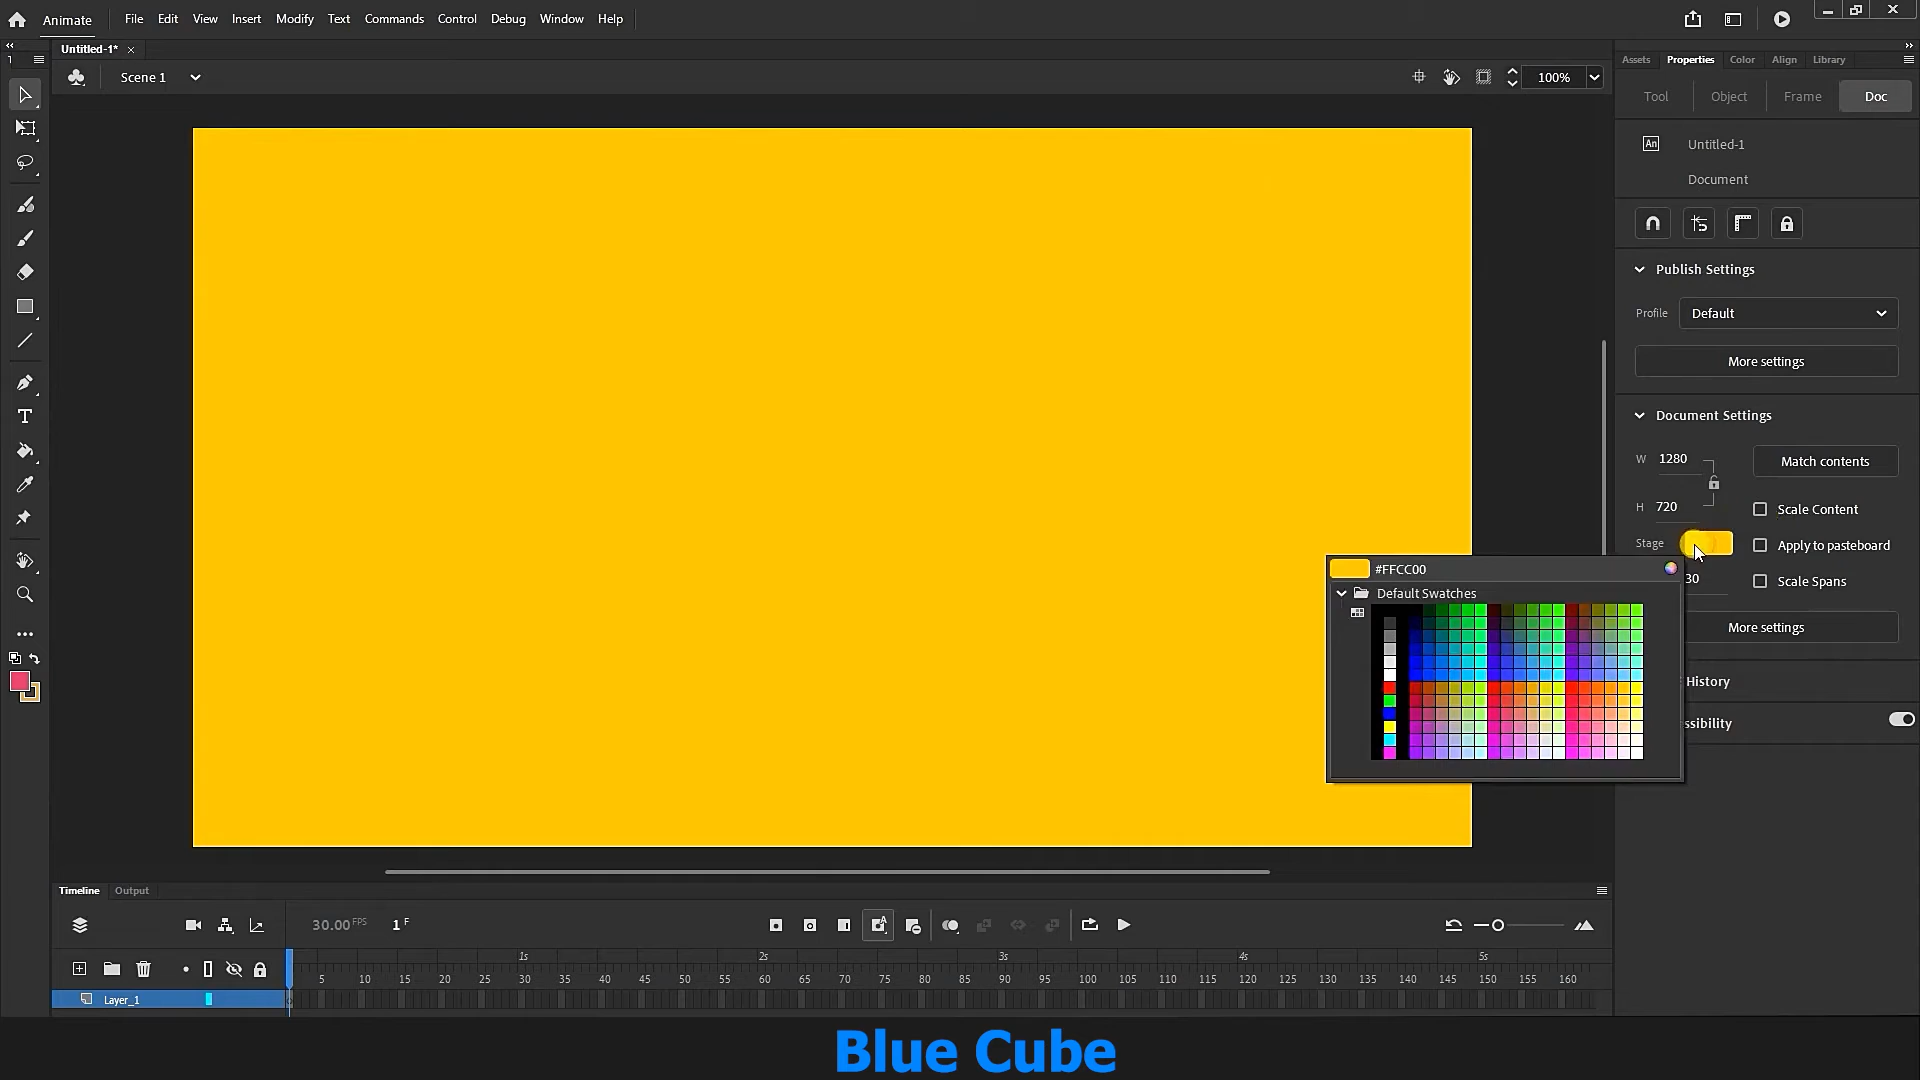 Animate File Edit View Insert Modify Text Commands Control Debug Window Help
Untitled-1*
Scene 1 100%
Assets Properties Color Align Library
Tool Object Frame Doc
An Untitled-1
Document
Publish Settings
Profile Default
More settings
Document Settings
W 1280 Match contents
H 720 Scale Content
Stage Apply to pasteboard
30 Scale Spans
#FFCC00
Default Swatches
More settings
History
ssibility
Timeline Output
30.00 FPS 1 F
1s 2s 3s 4s 5s
5 10 15 20 25 30 35 40 45 50 55 60 65 70 75 80 85 90 95 100 105 110 115 120 125 130 135 140 145 150 155 160
Layer_1
Blue Cube